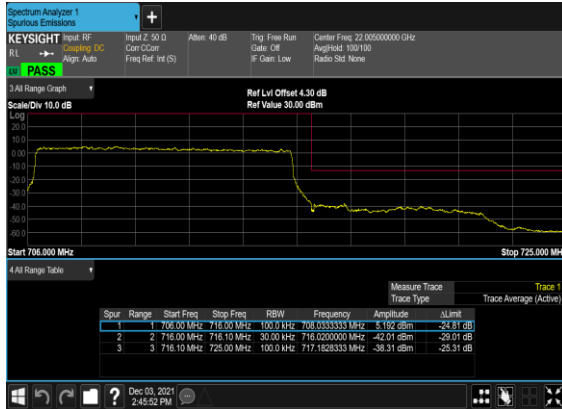 Spectrum Analyzer 1
Spurious Emissions
+
KEYSIGHT Input: RF Input Z: 50 Ω Atten: 40 dB Trig: Free Run Center Freq: 22.005000000 GHz
RL Coupling: DC Corr CCorr Gate: Off Avg|Hold: 100/100
Align: Auto Freq Ref: Int (S) IF Gain: Low Radio Std: None
PASS
3 All Range Graph
Ref Lvl Offset 4.30 dB
Scale/Div 10.0 dB Ref Value 30.00 dBm
Log
20.0
10.0
0.00
-10.0
-20.0
-30.0
-40.0
-50.0
-60.0
Start 706.000 MHz Stop 725.000 MH
4 All Range Table
Measure Trace Trace 1
Trace Type Trace Average (Active)
Spur Range Start Freq Stop Freq RBW Frequency Amplitude ΔLimit
1 1 706.00 MHz 716.00 MHz 100.0 kHz 708.0333333 MHz 5.192 dBm -24.81 dB
2 2 716.00 MHz 716.10 MHz 30.00 kHz 716.0200000 MHz -42.01 dBm -29.01 dB
3 3 716.10 MHz 725.00 MHz 100.0 kHz 717.1828333 MHz -38.31 dBm -25.31 dB
? Dec 03, 2021
2:45:52 PM